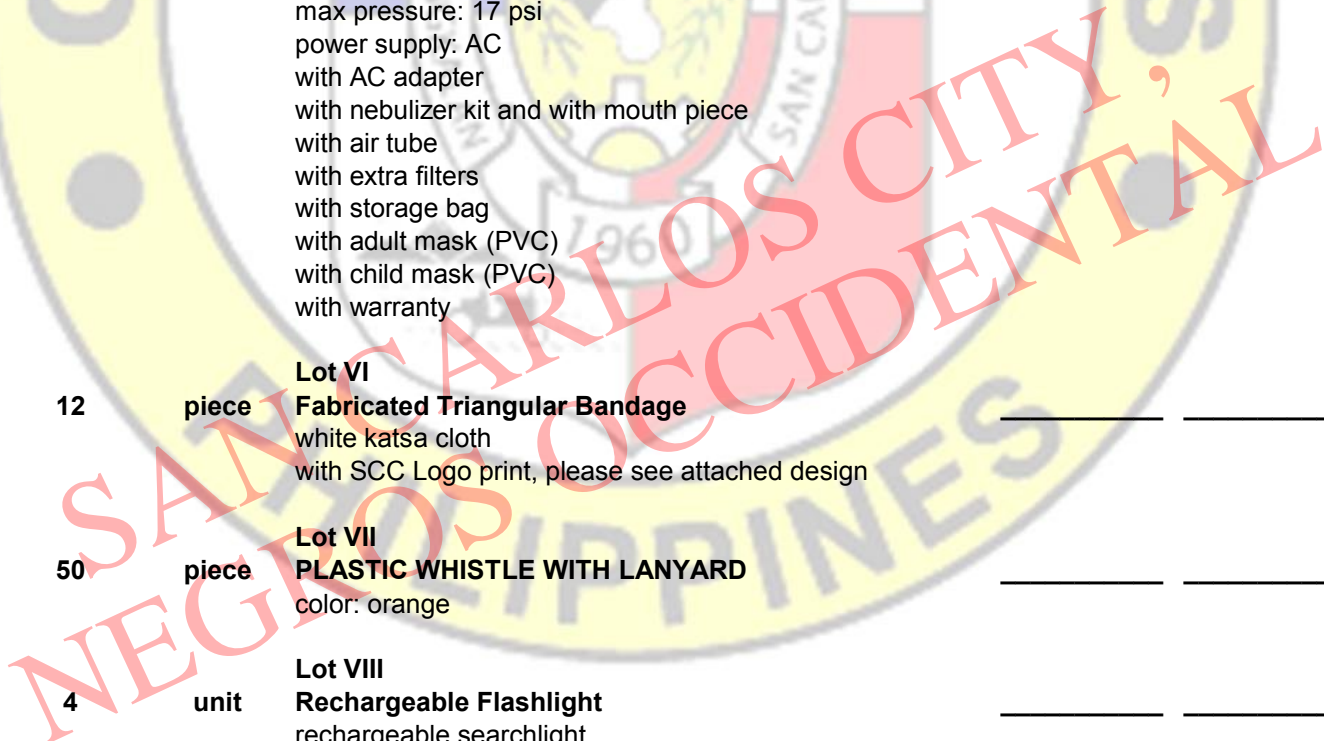 max pressure: 17 psi
power supply: AC
with AC adapter
with nebulizer kit and with mouth piece
with air tube
with extra filters
with storage bag
with adult mask (PVC)
with child mask (PVC)
with warranty
Lot VI
12 piece Fabricated Triangular Bandage
white katsa cloth
with SCC Logo print, please see attached design
Lot VII
50 piece PLASTIC WHISTLE WITH LANYARD
color: orange
Lot VIII
4 unit Rechargeable Flashlight
rechargeable searchlight
SAN CARLOS CITY,
NEGROS OCCIDENTAL
1960
PHILIPPINES